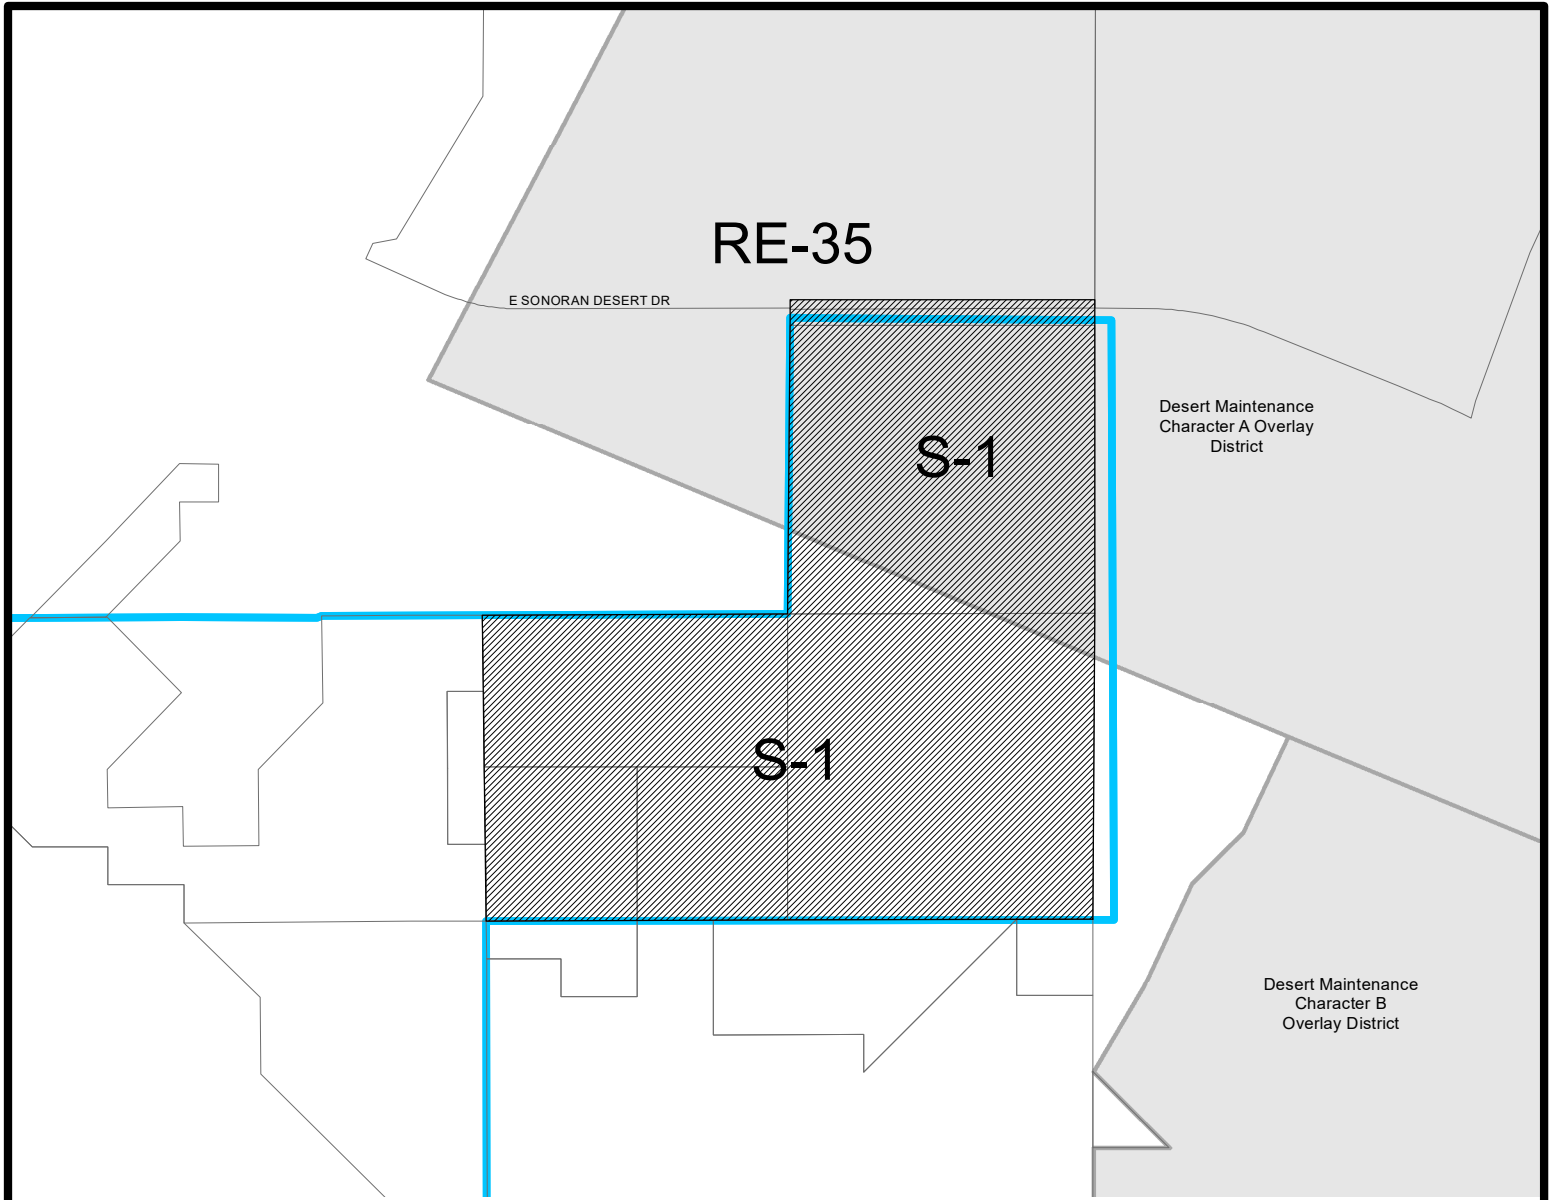 RE-35
E SONORAN DESERT DR
Desert Maintenance
Character A Overlay
District
S-1
S-1
Desert Maintenance
Character B
Overlay District